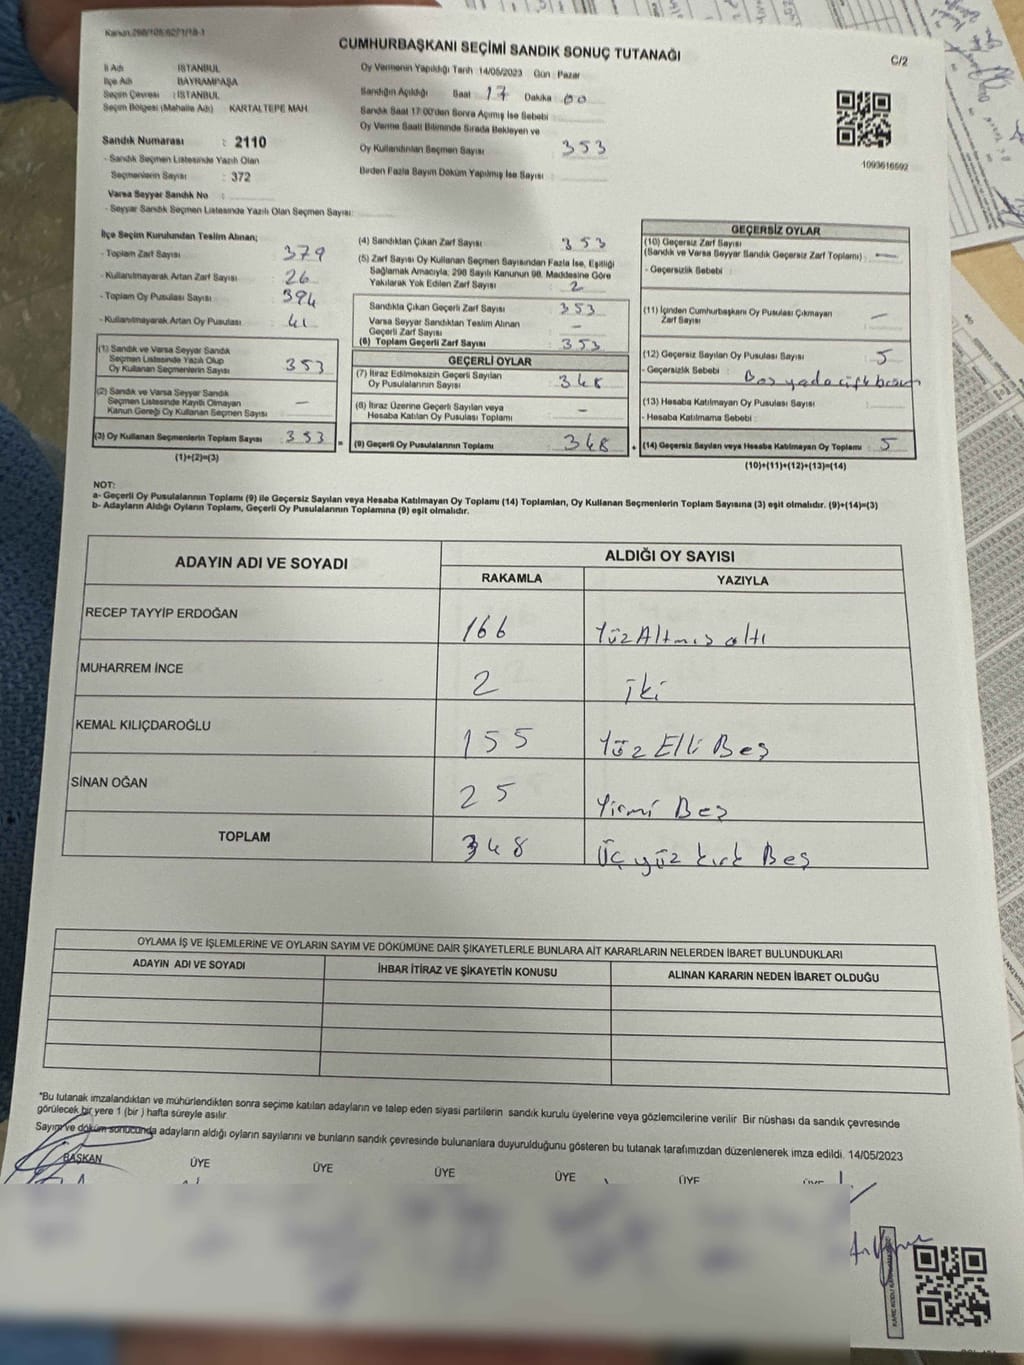 Kanun.298/105;6271/18-1
CUMHURBAŞKANI SEÇİMİ SANDIK SONUÇ TUTANAĞI
C/2
İl Adı : İSTANBUL
İlçe Adı : BAYRAMPAŞA
Seçim Çevresi : İSTANBUL
Seçim Bölgesi (Mahalle Adı) : KARTALTEPE MAH.
Sandık Numarası : 2110
- Sandık Seçmen Listesinde Yazılı Olan
Seçmenlerin Sayısı : 372
Varsa Seyyar Sandık No :
- Seyyar Sandık Seçmen Listesinde Yazılı Olan Seçmen Sayısı:
Oy Vermenin Yapıldığı Tarih :14/05/2023 Gün : Pazar
Sandığın Açıldığı Saat : 17 Dakika : 00
Sandık Saat 17:00'den Sonra Açımış İse Sebebi :
Oy Verme Saati Bitiminde Sırada Bekleyen ve
Oy Kullandırılan Seçmen Sayısı : 353
Birden Fazla Sayım Döküm Yapılmış İse Sayısı :
1093616592
İlçe Seçim Kurulundan Teslim Alınan;
- Toplam Zarf Sayısı : 379
- Kullanılmayarak Artan Zarf Sayısı : 26
- Toplam Oy Pusulası Sayısı : 394
- Kullanılmayarak Artan Oy Pusulası : 41
(1) Sandık ve Varsa Seyyar Sandık
Seçmen Listesinde Yazılı Olup
Oy Kullanan Seçmenlerin Sayısı : 353
(2) Sandık ve Varsa Seyyar Sandık
Seçmen Listesinde Kayıtlı Olmayan
Kanun Gereği Oy Kullanan Seçmen Sayısı : –
(3) Oy Kullanan Seçmenlerin Toplam Sayısı : 353
(1)+(2)=(3)
(4) Sandıktan Çıkan Zarf Sayısı : 353
(5) Zarf Sayısı Oy Kullanan Seçmen Sayısından Fazla İse, Eşitliği
Sağlamak Amacıyla, 298 Sayılı Kanunun 98. Maddesine Göre
Yakılarak Yok Edilen Zarf Sayısı : 2
Sandıkta Çıkan Geçerli Zarf Sayısı : 353
Varsa Seyyar Sandıktan Teslim Alınan
Geçerli Zarf Sayısı : –
(6) Toplam Geçerli Zarf Sayısı : 353
GEÇERLİ OYLAR
(7) İtiraz Edilmeksizin Geçerli Sayılan
Oy Pusulalarının Sayısı : 348
(8) İtiraz Üzerine Geçerli Sayılan veya
Hesaba Katılan Oy Pusulası Toplamı : –
= (9) Geçerli Oy Pusulalarının Toplamı : 348
GEÇERSİZ OYLAR
(10) Geçersiz Zarf Sayısı
(Sandık ve Varsa Seyyar Sandık Geçersiz Zarf Toplamı) : –
- Geçersizlik Sebebi :
(11) İçinden Cumhurbaşkanı Oy Pusulası Çıkmayan
Zarf Sayısı : –
(12) Geçersiz Sayılan Oy Pusulası Sayısı : 5
- Geçersizlik Sebebi : Boş yada çift
(13) Hesaba Katılmayan Oy Pusulası Sayısı :
- Hesaba Katılmama Sebebi :
+ (14) Geçersiz Sayılan veya Hesaba Katılmayan Oy Toplamı : 5
(10)+(11)+(12)+(13)=(14)
NOT:
a- Geçerli Oy Pusulalarının Toplamı (9) ile Geçersiz Sayılan veya Hesaba Katılmayan Oy Toplamı (14) Toplamları, Oy Kullanan Seçmenlerin Toplam Sayısına (3) eşit olmalıdır. (9)+(14)=(3)
b- Adayların Aldığı Oyların Toplamı, Geçerli Oy Pusulalarının Toplamına (9) eşit olmalıdır.
ADAYIN ADI VE SOYADI
ALDIĞI OY SAYISI
RAKAMLA YAZIYLA
RECEP TAYYİP ERDOĞAN 166 Yüz Altmış altı
MUHARREM İNCE 2 iki
KEMAL KILIÇDAROĞLU 155 Yüz Elli Beş
SİNAN OĞAN 25 Yirmi Beş
TOPLAM 348 Üç yüz kırk Beş
OYLAMA İŞ VE İŞLEMLERİNE VE OYLARIN SAYIM VE DÖKÜMÜNE DAİR ŞİKAYETLERLE BUNLARA AİT KARARLARIN NELERDEN İBARET BULUNDUKLARI
ADAYIN ADI VE SOYADI İHBAR İTİRAZ VE ŞİKAYETİN KONUSU ALINAN KARARIN NEDEN İBARET OLDUĞU
*Bu tutanak imzalandıktan ve mühürlendikten sonra seçime katılan adayların ve talep eden siyasi partilerin sandık kurulu üyelerine veya gözlemcilerine verilir. Bir nüshası da sandık çevresinde
görülecek bir yere 1 (bir ) hafta süreyle asılır.
Sayım ve döküm sonucunda adayların aldığı oyların sayılarını ve bunların sandık çevresinde bulunanlara duyurulduğunu gösteren bu tutanak tarafımızdan düzenlenerek imza edildi. 14/05/2023
BAŞKAN ÜYE ÜYE ÜYE ÜYE ÜYE ÜYE